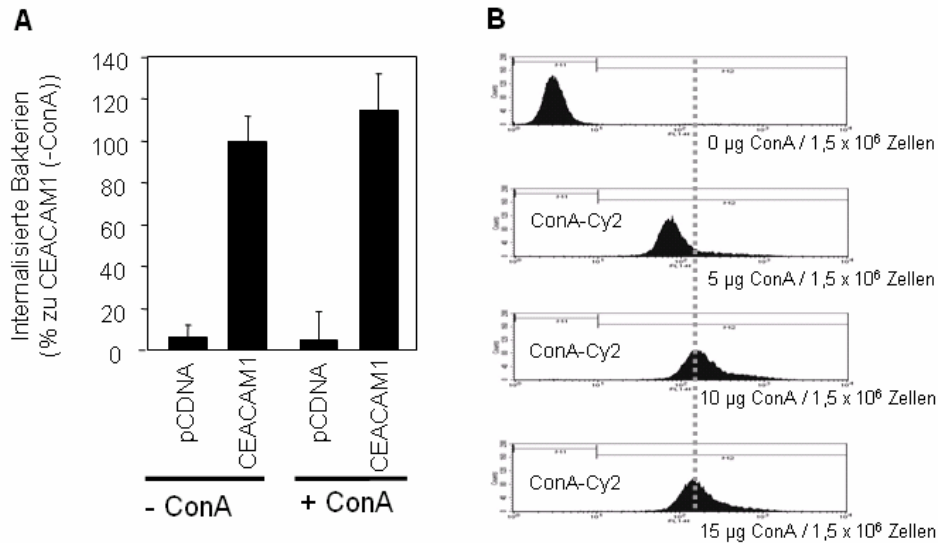 A
Internalisierte Bakterien
(% zu CEACAM1 (-ConA))
140
120
100
80
60
40
20
0
pCDNA
CEACAM1
pCDNA
CEACAM1
- ConA
+ ConA
B
0 µg ConA / 1,5 x 10⁶ Zellen
ConA-Cy2
5 µg ConA / 1,5 x 10⁶ Zellen
ConA-Cy2
10 µg ConA / 1,5 x 10⁶ Zellen
ConA-Cy2
15 µg ConA / 1,5 x 10⁶ Zellen